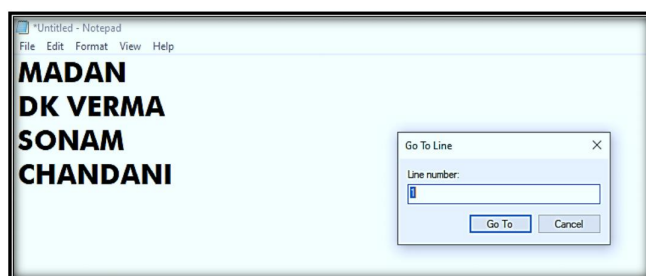 *Untitled - Notepad
File Edit Format View Help
MADAN
DK VERMA
SONAM
CHANDANI
Go To Line
Line number:
1
Go To Cancel